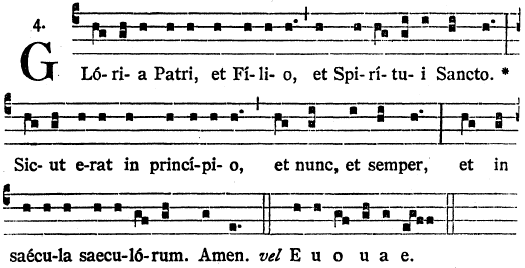 4.
G Ló- ri- a Patri, et Fí- li- o, et Spi- rí- tu- i Sancto. *
Sic- ut e-rat in princí-pi- o, et nunc, et semper, et in
saécu-la saecu-ló-rum. Amen. vel E u o u a e.